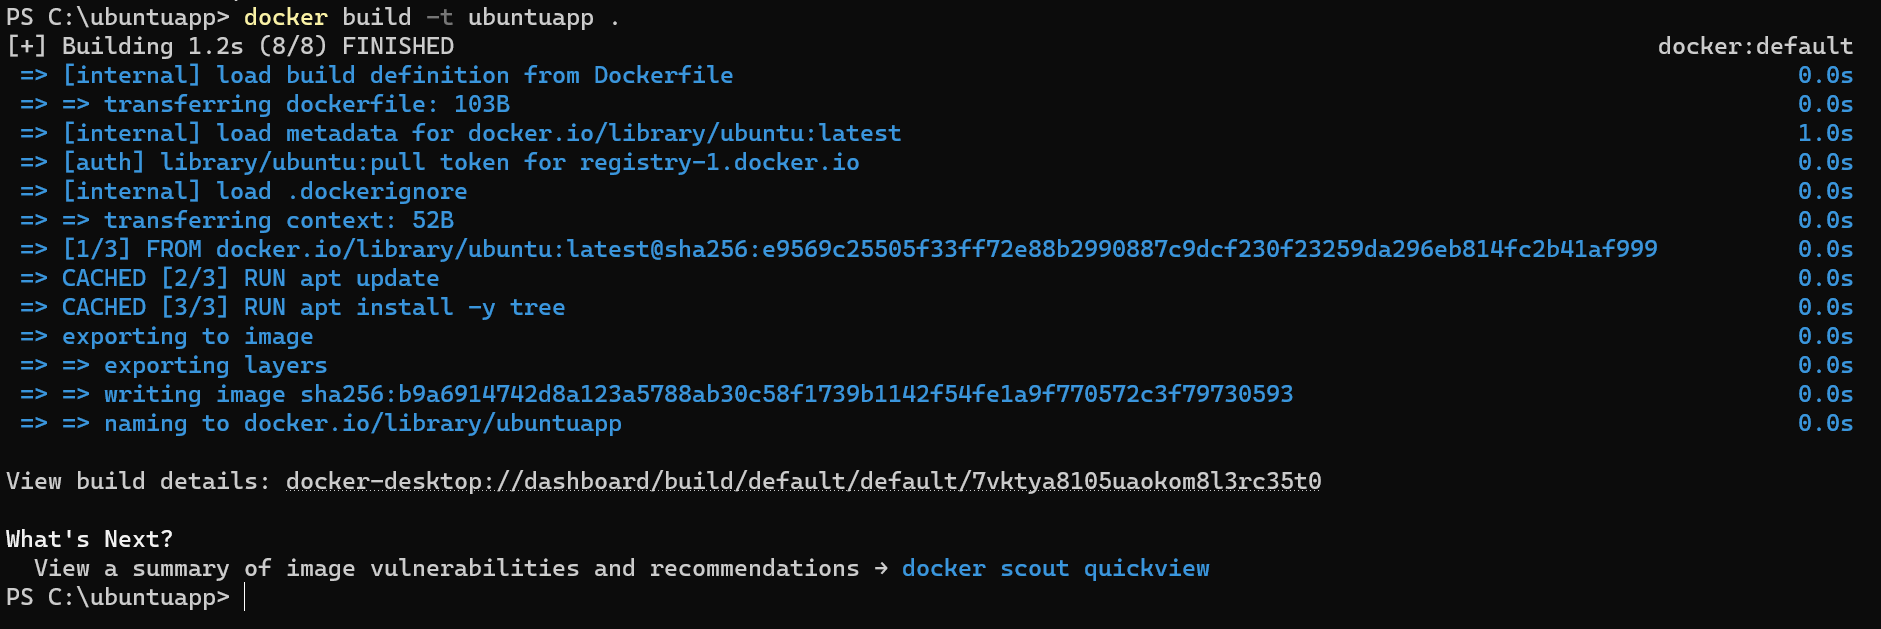 PS C:\ubuntuapp> docker build -t ubuntuapp .
[+] Building 1.2s (8/8) FINISHED docker:default
=> [internal] load build definition from Dockerfile 0.0s
=> => transferring dockerfile: 103B 0.0s
=> [internal] load metadata for docker.io/library/ubuntu:latest 1.0s
=> [auth] library/ubuntu:pull token for registry-1.docker.io 0.0s
=> [internal] load .dockerignore 0.0s
=> => transferring context: 52B 0.0s
=> [1/3] FROM docker.io/library/ubuntu:latest@sha256:e9569c25505f33ff72e88b2990887c9dcf230f23259da296eb814fc2b41af999 0.0s
=> CACHED [2/3] RUN apt update 0.0s
=> CACHED [3/3] RUN apt install -y tree 0.0s
=> exporting to image 0.0s
=> => exporting layers 0.0s
=> => writing image sha256:b9a6914742d8a123a5788ab30c58f1739b1142f54fe1a9f770572c3f79730593 0.0s
=> => naming to docker.io/library/ubuntuapp 0.0s
View build details: docker-desktop://dashboard/build/default/default/7vktya8105uaokom8l3rc35t0
What's Next?
View a summary of image vulnerabilities and recommendations → docker scout quickview
PS C:\ubuntuapp>